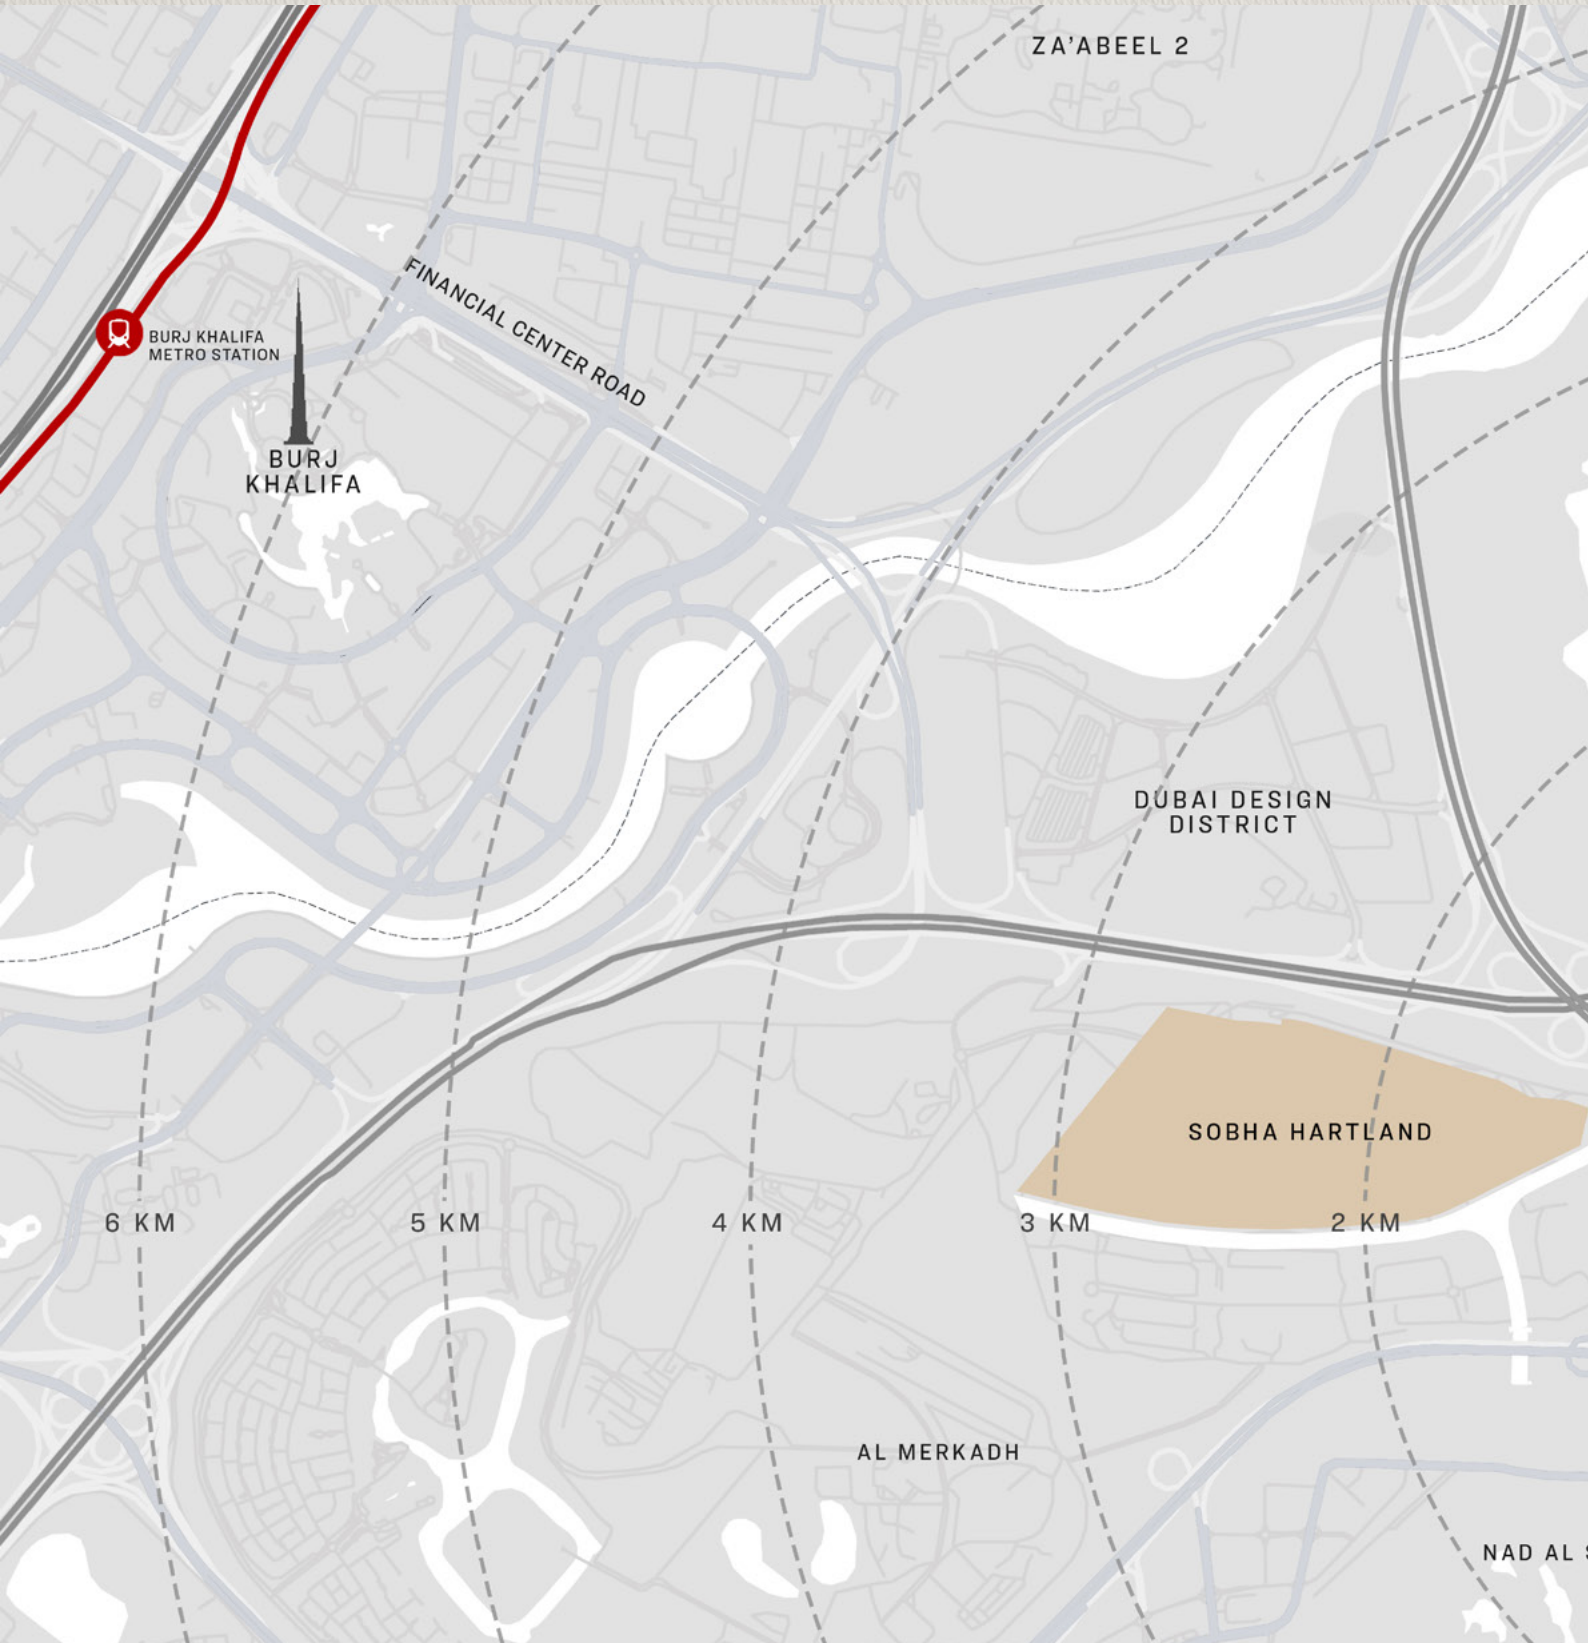 ZA'ABEEL 2
FINANCIAL CENTER ROAD
BURJ KHALIFA
METRO STATION
BURJ
KHALIFA
DUBAI DESIGN
DISTRICT
SOBHA HARTLAND
6 KM
5 KM
4 KM
3 KM
2 KM
AL MERKADH
NAD AL